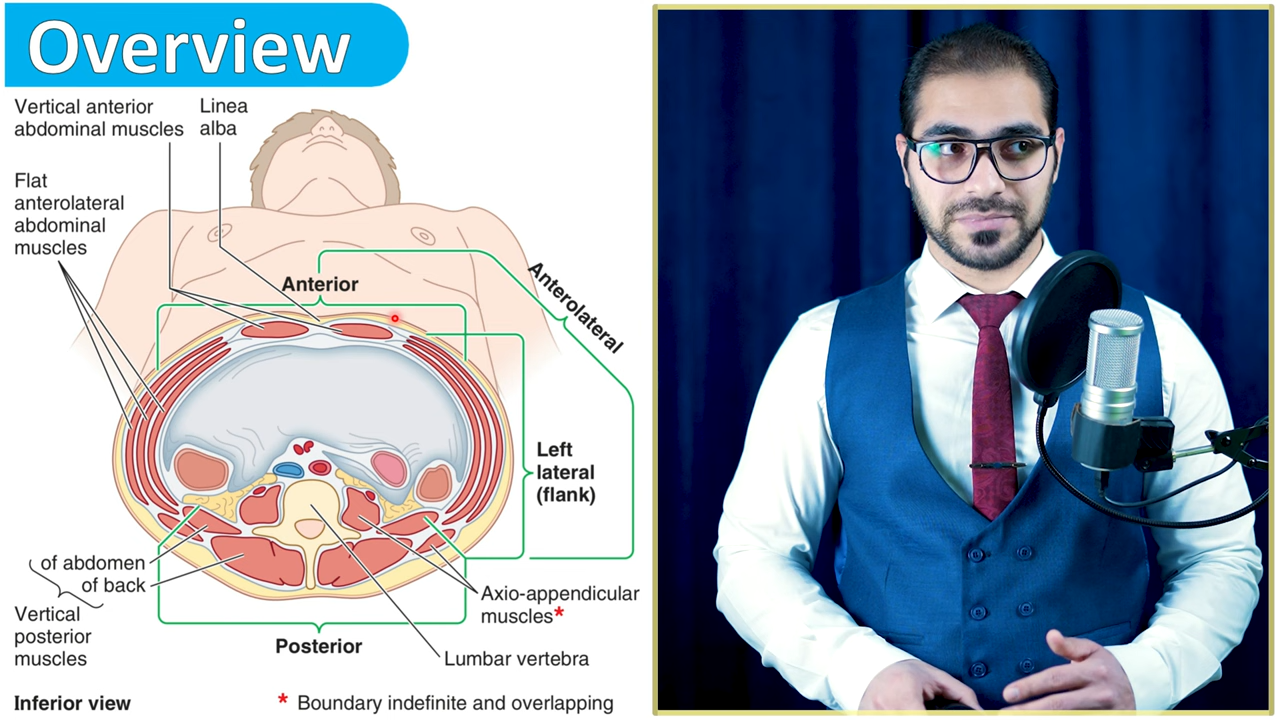 Overview
Vertical anterior
abdominal muscles
Linea
alba
Flat
anterolateral
abdominal
muscles
Anterior
Anterolateral
Left
lateral
(flank)
of abdomen
of back
Vertical
posterior
muscles
Axio-appendicular
muscles*
Posterior
Lumbar vertebra
Inferior view
* Boundary indefinite and overlapping